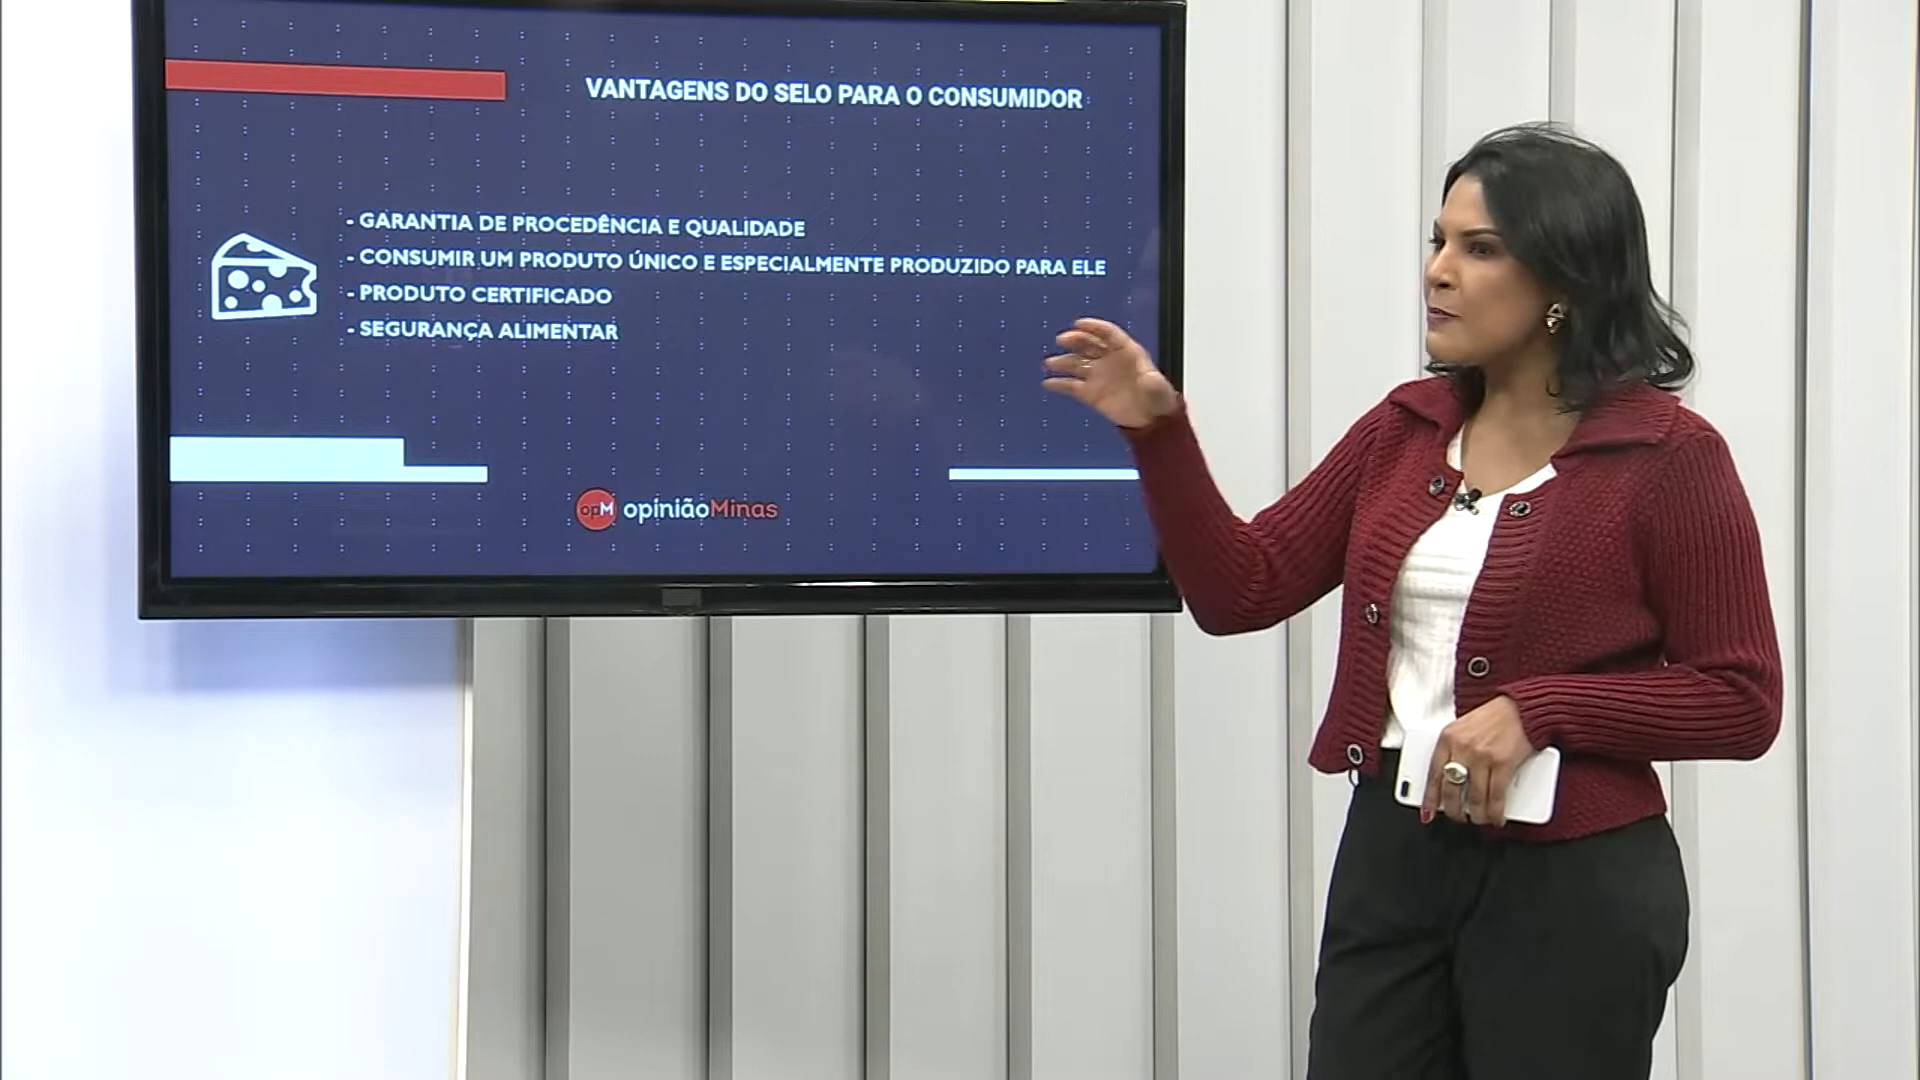 VANTAGENS DO SELO PARA O CONSUMIDOR
- GARANTIA DE PROCEDÊNCIA E QUALIDADE
- CONSUMIR UM PRODUTO ÚNICO E ESPECIALMENTE PRODUZIDO PARA ELE
- PRODUTO CERTIFICADO
- SEGURANÇA ALIMENTAR
opM opiniãoMinas